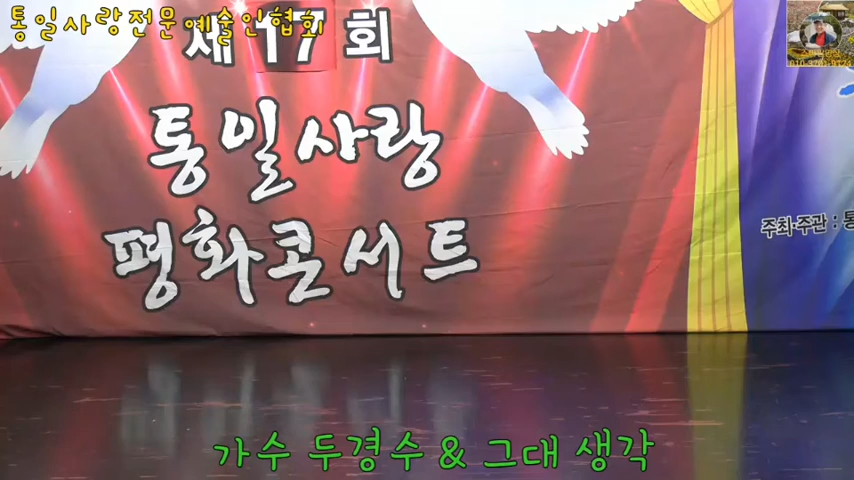 통일사랑전문예술인협회
제17회
통일사랑
평화콘서트
주최·주관 : 통
가수 두경수 & 그대 생각